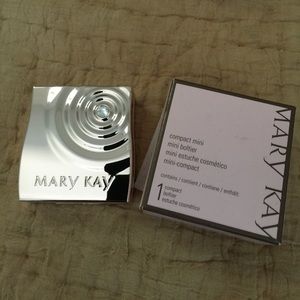 MARY KAY
compact mini
mini boîtier
mini estuche cosmético
mini-compact
contains / contient / contiene / enthält:
1 compact
boîtier
estuche cosmético
MARY KAY